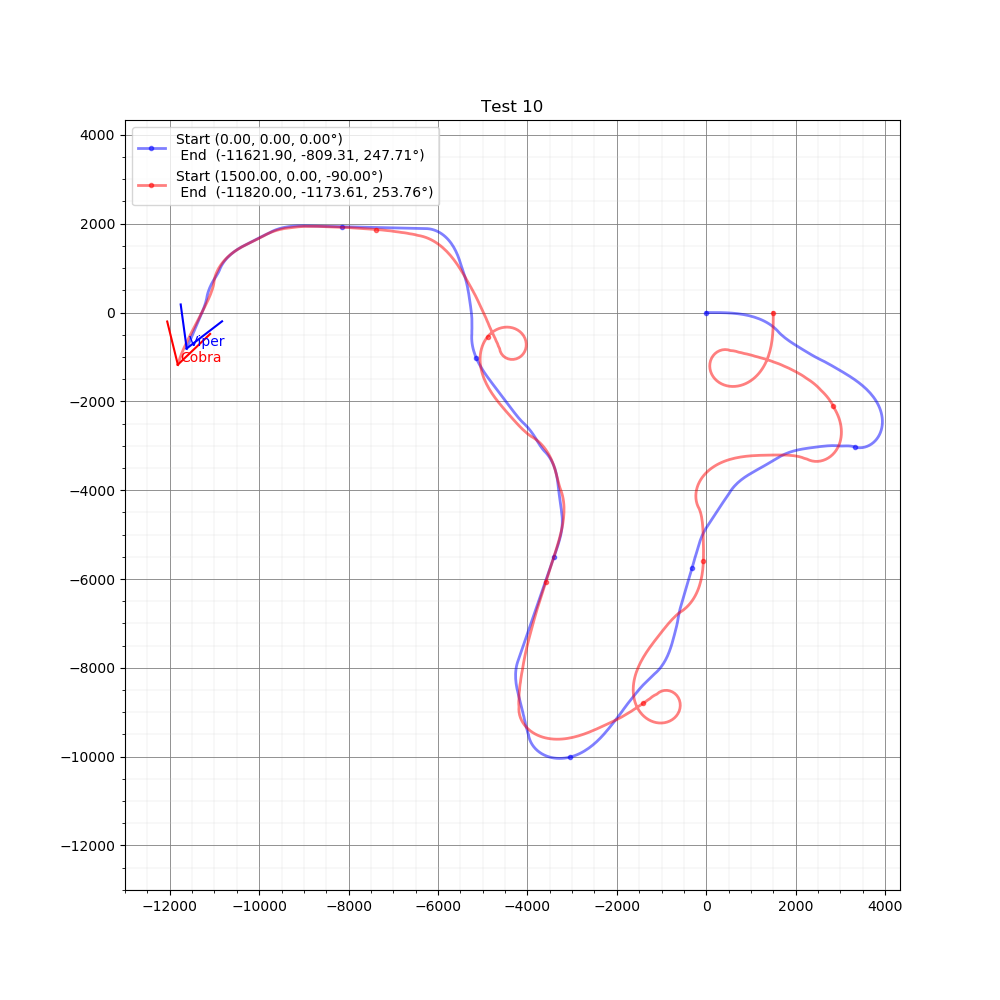 Test 10
Start (0.00, 0.00, 0.00°)
End (-11621.90, -809.31, 247.71°)
Start (1500.00, 0.00, -90.00°)
End (-11820.00, -1173.61, 253.76°)
4000
2000
0
−2000
−4000
−6000
−8000
−10000
−12000
Viper
Cobra
−12000 −10000 −8000 −6000 −4000 −2000 0 2000 4000